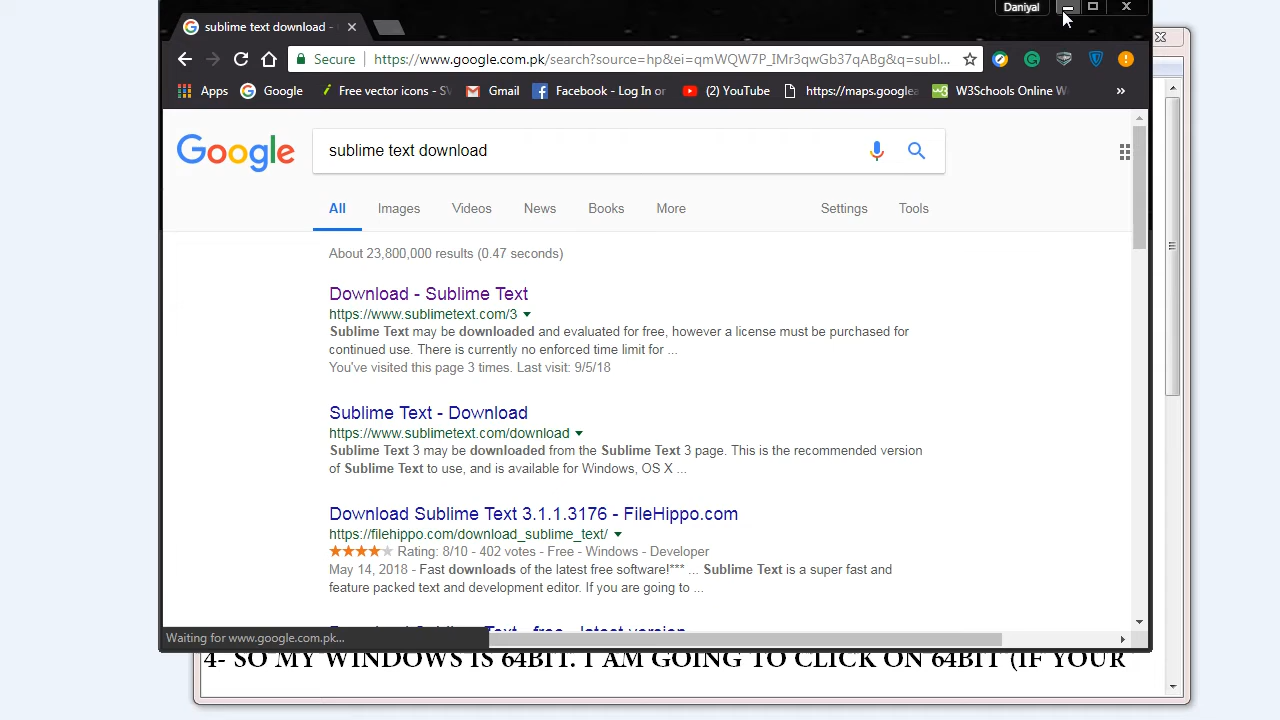 Daniyal
sublime text download -
Secure https://www.google.com.pk/search?source=hp&ei=qmWQW7P_IMr3qwGb37qABg&q=subl...
Apps Google Free vector icons - SV Gmail Facebook - Log In or (2) YouTube https://maps.googlea W3Schools Online We »
Google
sublime text download
All Images Videos News Books More Settings Tools
About 23,800,000 results (0.47 seconds)
Download - Sublime Text
https://www.sublimetext.com/3
Sublime Text may be downloaded and evaluated for free, however a license must be purchased for
continued use. There is currently no enforced time limit for ...
You've visited this page 3 times. Last visit: 9/5/18
Sublime Text - Download
https://www.sublimetext.com/download
Sublime Text 3 may be downloaded from the Sublime Text 3 page. This is the recommended version
of Sublime Text to use, and is available for Windows, OS X ...
Download Sublime Text 3.1.1.3176 - FileHippo.com
https://filehippo.com/download_sublime_text/
Rating: 8/10 - 402 votes - Free - Windows - Developer
May 14, 2018 - Fast downloads of the latest free software!*** ... Sublime Text is a super fast and
feature packed text and development editor. If you are going to ...
Download Sublime Text - free - latest version
Waiting for www.google.com.pk...
4- SO MY WINDOWS IS 64BIT. I AM GOING TO CLICK ON 64BIT (IF YOUR